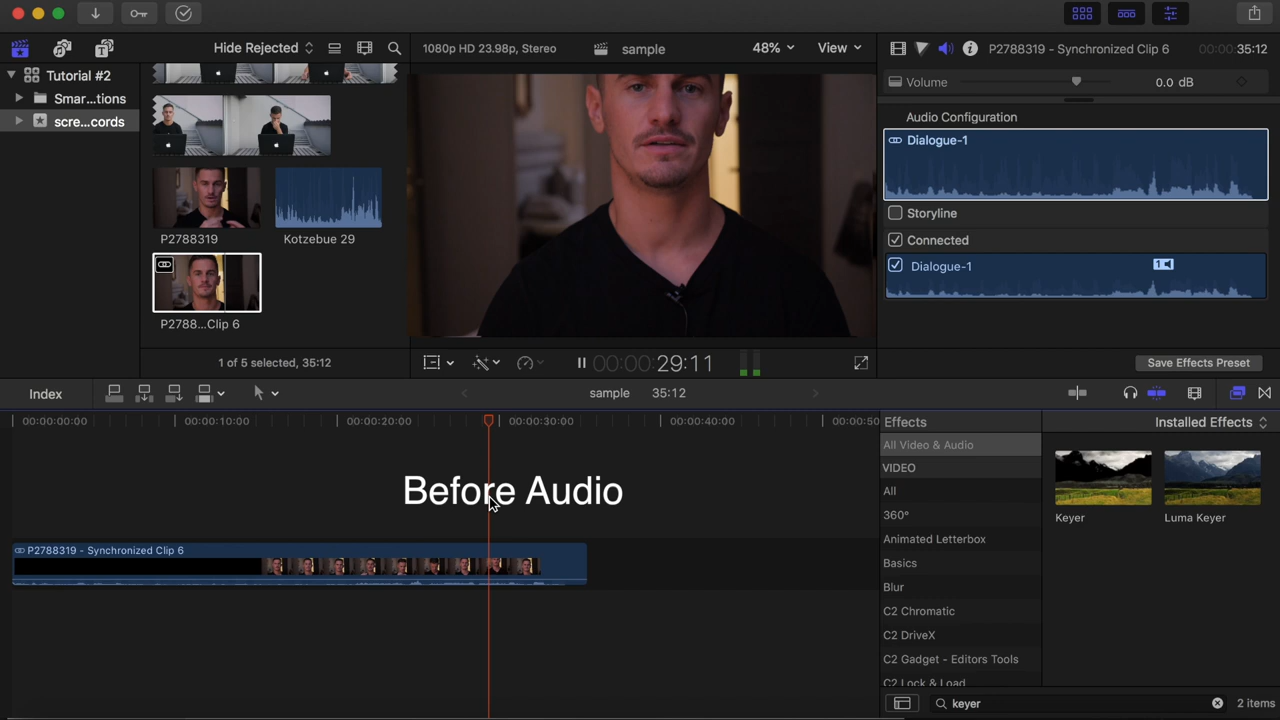 Hide Rejected
1080p HD 23.98p, Stereo
sample
48%
View
P2788319 - Synchronized Clip 6
00:00:35:12
Tutorial #2
Smar...tions
scre...cords
P2788319
Kotzebue 29
P2788...Clip 6
1 of 5 selected, 35:12
00:00:29:11
Volume
0.0 dB
Audio Configuration
Dialogue-1
Storyline
Connected
Dialogue-1
1
Save Effects Preset
Index
sample
35:12
00:00:00:00
00:00:10:00
00:00:20:00
00:00:30:00
00:00:40:00
00:00:50
Before Audio
P2788319 - Synchronized Clip 6
Effects
Installed Effects
All Video & Audio
VIDEO
All
360°
Animated Letterbox
Basics
Blur
C2 Chromatic
C2 DriveX
C2 Gadget - Editors Tools
C2 Lock & Load
Keyer
Luma Keyer
keyer
2 items